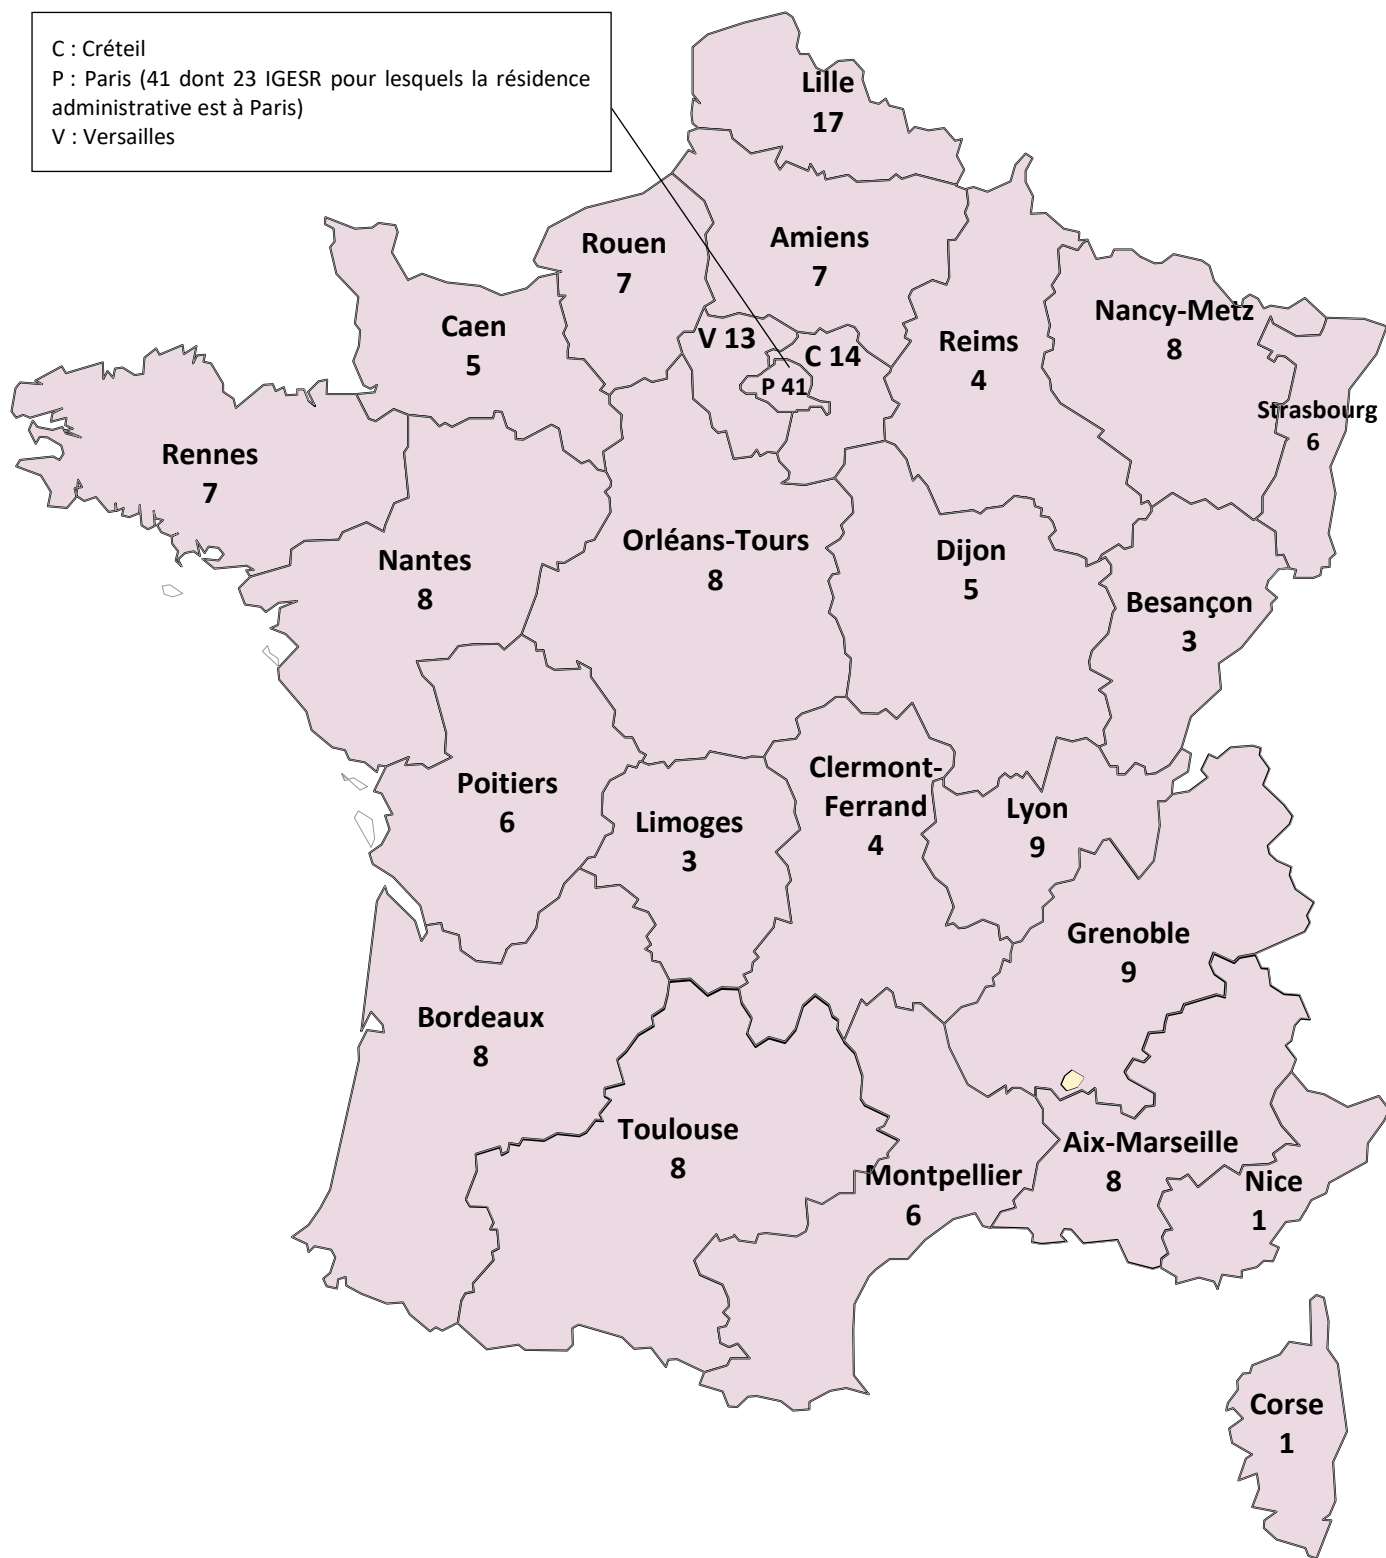 C : Créteil
P : Paris (41 dont 23 IGESR pour lesquels la résidence
administrative est à Paris)
V : Versailles
Lille
17
Rouen
7
Amiens
7
Caen
5
V 13
C 14
P 41
Reims
4
Nancy-Metz
8
Strasbourg
6
Rennes
7
Nantes
8
Orléans-Tours
8
Dijon
5
Besançon
3
Poitiers
6
Limoges
3
Clermont-
Ferrand
4
Lyon
9
Grenoble
9
Bordeaux
8
Toulouse
8
Montpellier
6
Aix-Marseille
8
Nice
1
Corse
1